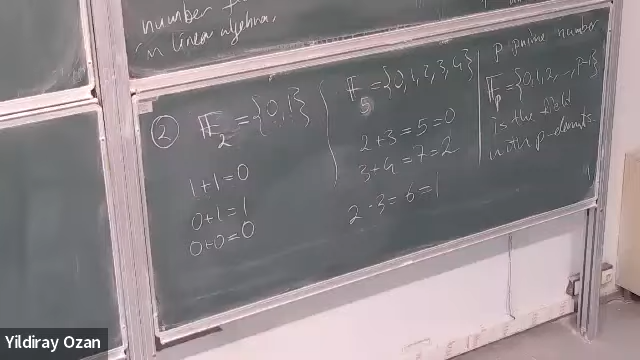 number
in linear algebra.
② 𝔽₂ = {0,1}
1+1=0
0+1=1
0+0=0
𝔽₅ = {0,1,2,3,4}
2+3=5=0
3+4=7=2
2·3=6=1
p prime number
𝔽ₚ = {0,1,2,..,p-1}
is the field
with p-elements.
Yildiray Ozan